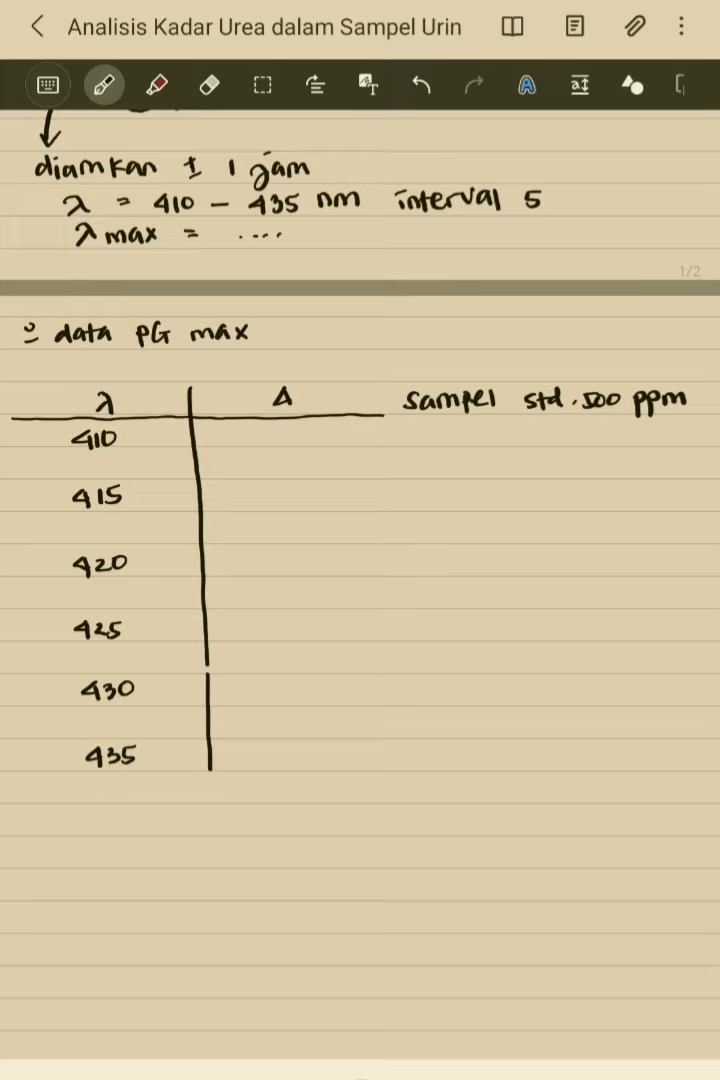 Analisis Kadar Urea dalam Sampel Urin
diamkan ± 1 jam
λ = 410 - 435 nm interval 5
λ max = ....
1/2
data PG max
λ A sampel std. 500 ppm
410
415
420
425
430
435